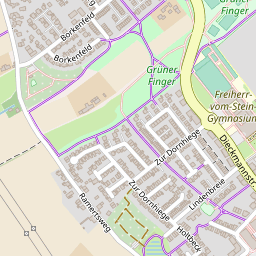 Borkenfeld
Borkenfeld
Grüner
Finger
Grüner
Finger
Freiherr-
vom-Stein-
Gymnasium
Dieckmannstr
Zur Dornhiege
Zur Dornhiege
Lindenbreie
Ramertsweg
Holtbeck